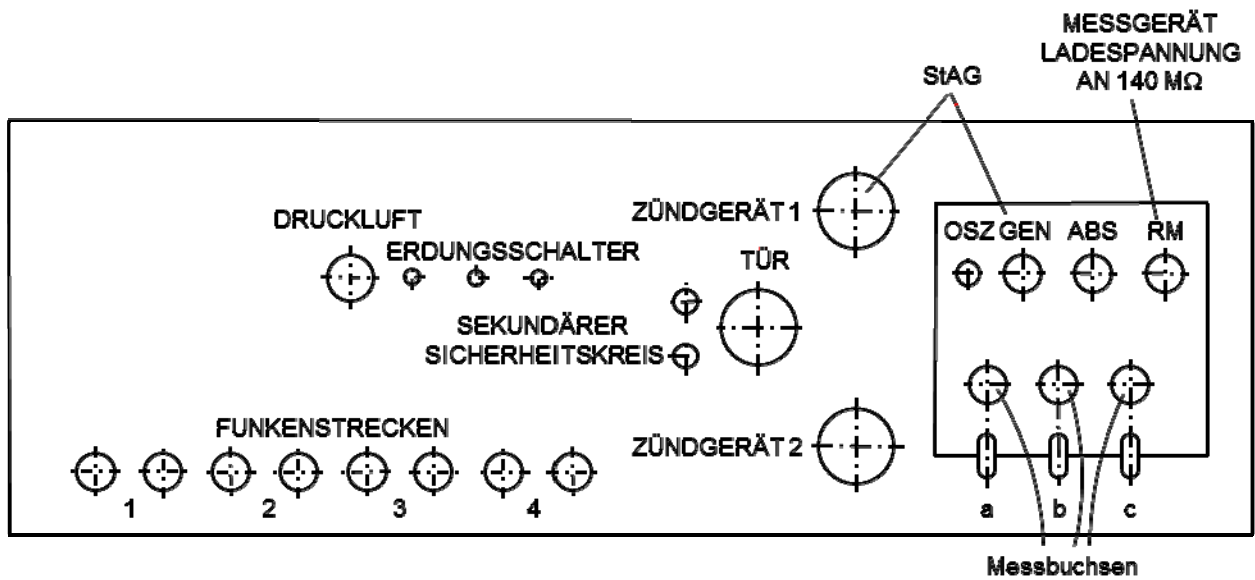 MESSGERÄT
LADESPANNUNG
AN 140 MΩ
StAG
ZÜNDGERÄT 1
DRUCKLUFT
ERDUNGSSCHALTER
TÜR
OSZ GEN ABS RM
SEKUNDÄRER
SICHERHEITSKREIS
FUNKENSTRECKEN
ZÜNDGERÄT 2
1 2 3 4
a b c
Messbuchsen